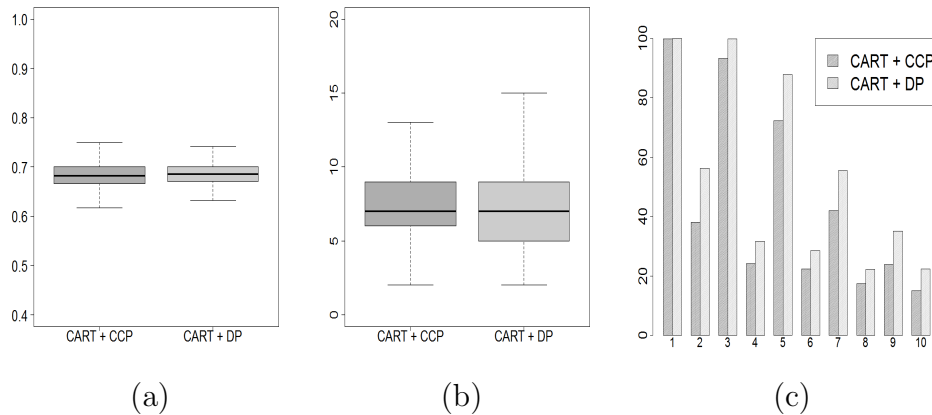 1.0
0.9
0.8
0.7
0.6
0.5
0.4
CART + CCP CART + DP
(a)
20
15
10
5
0
CART + CCP CART + DP
(b)
100
80
60
40
20
0
CART + CCP
CART + DP
1 2 3 4 5 6 7 8 9 10
(c)